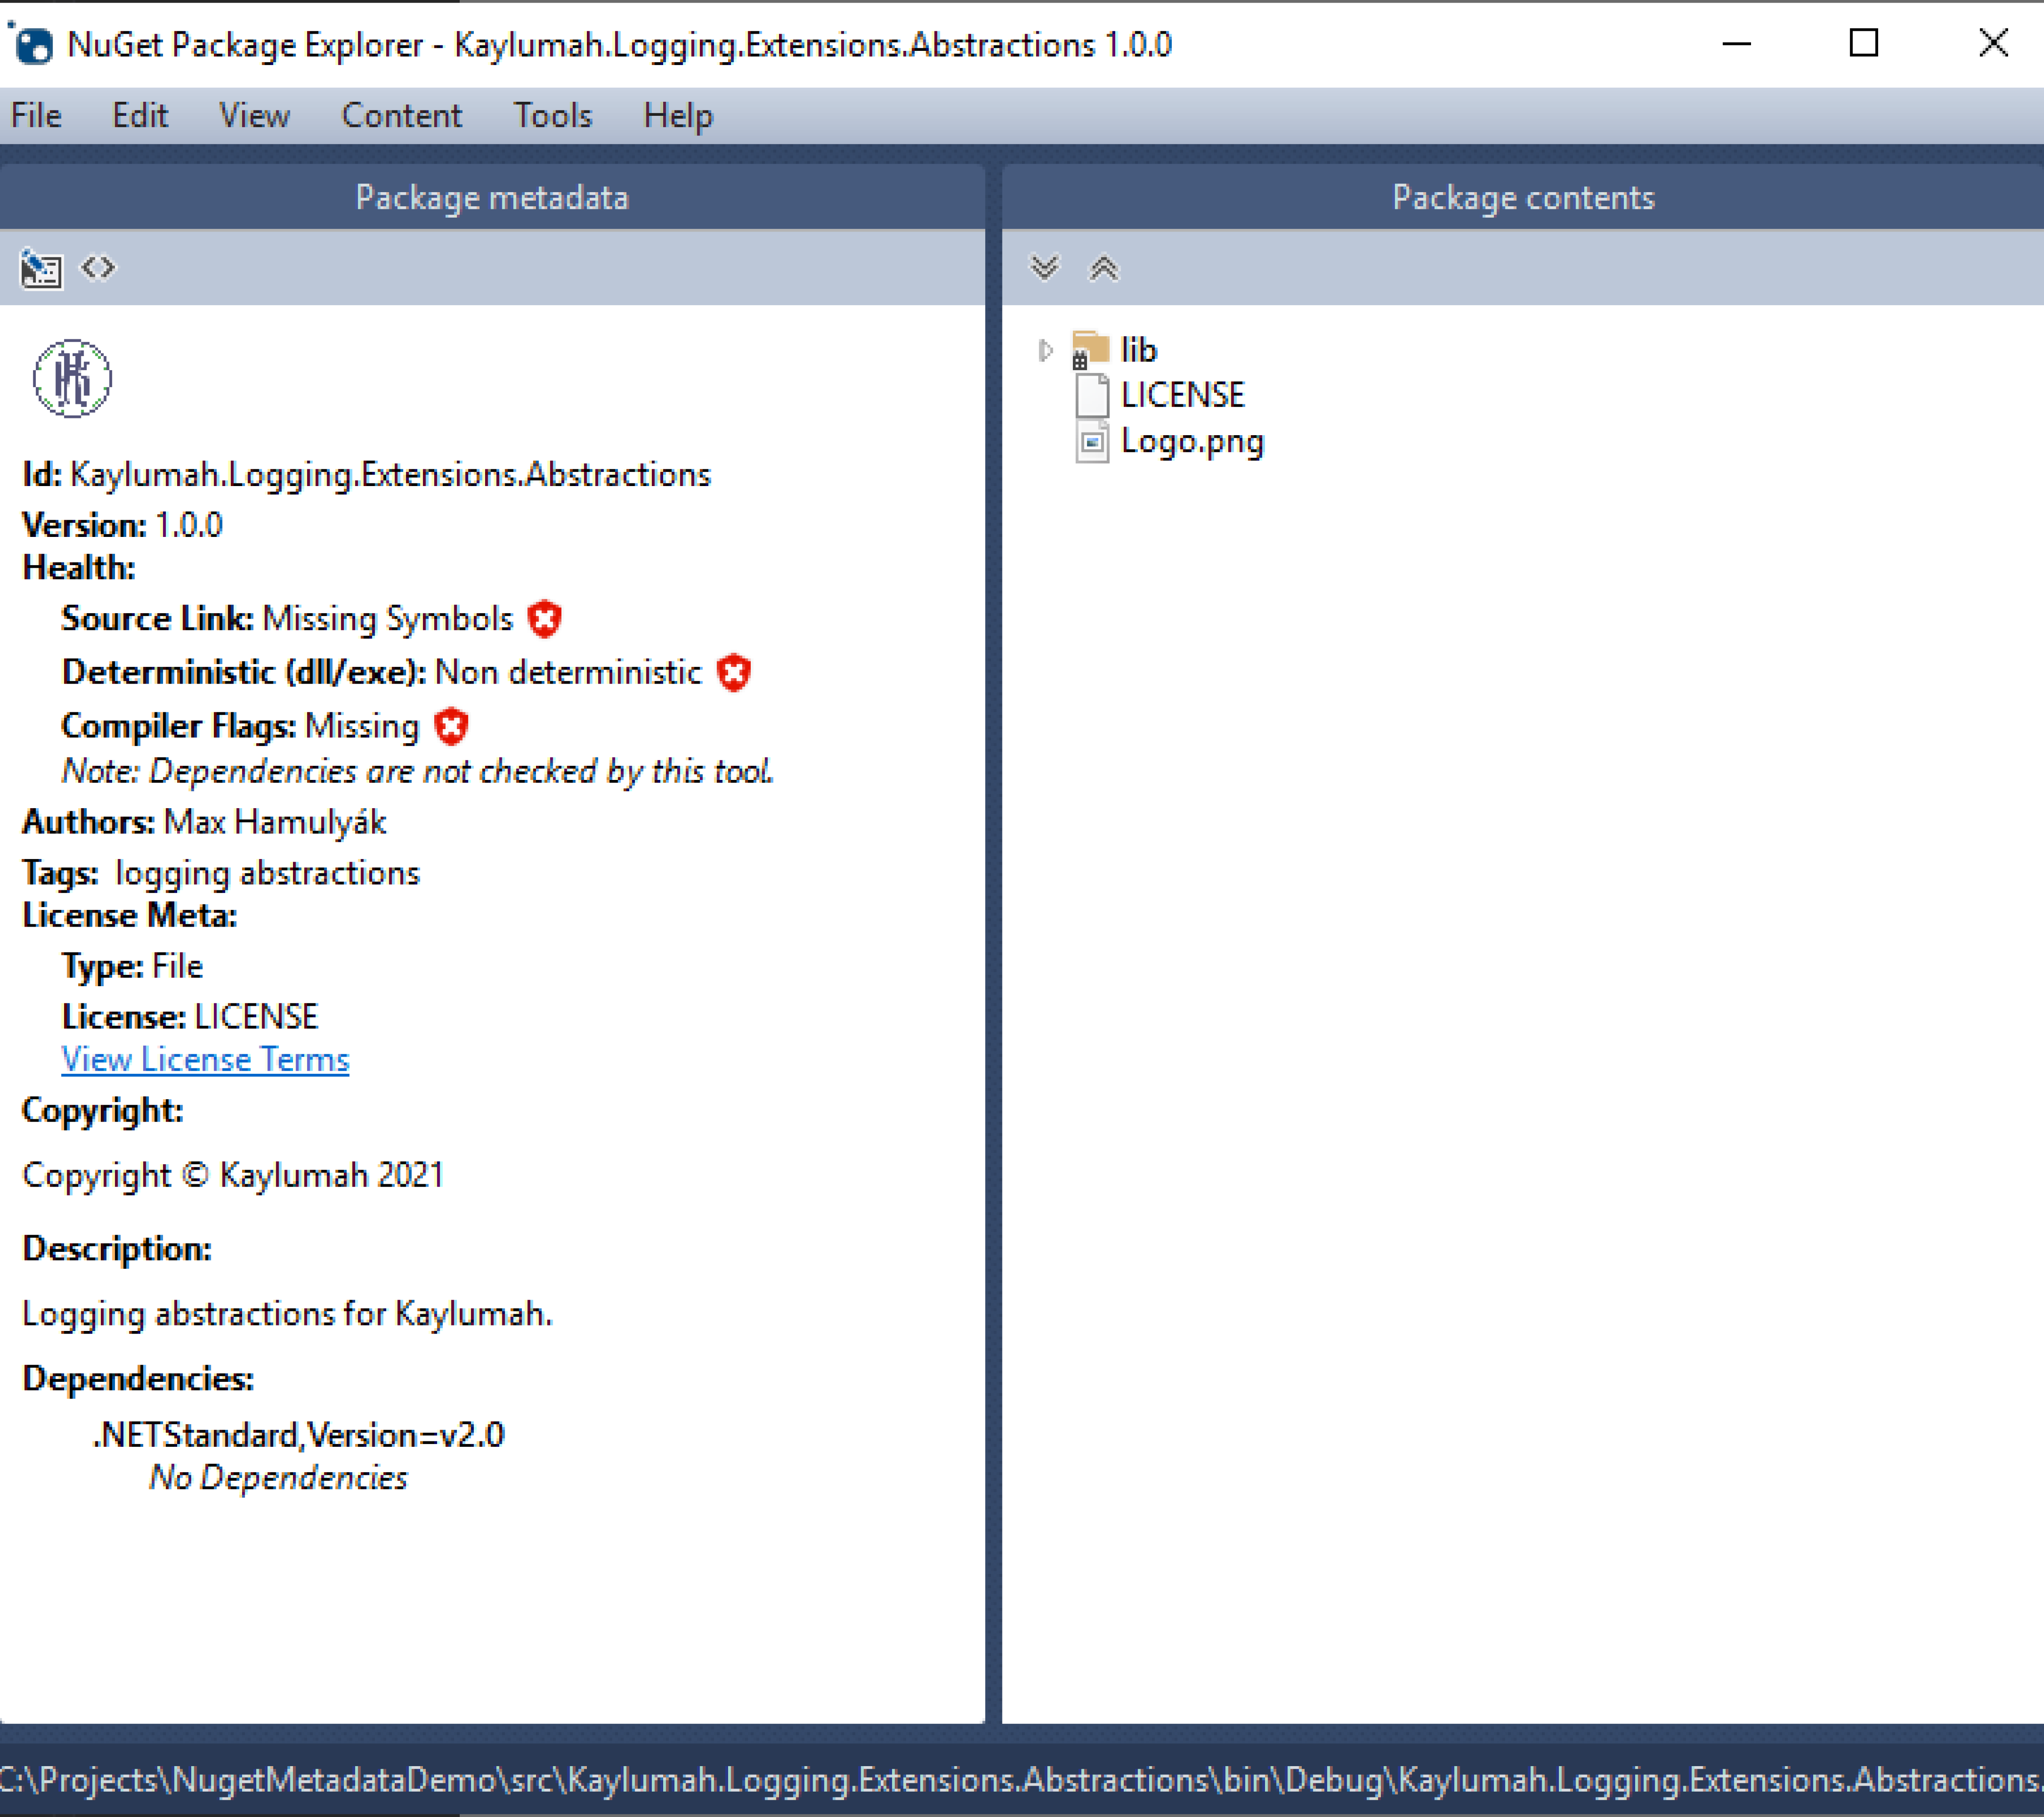 NuGet Package Explorer - Kaylumah.Logging.Extensions.Abstractions 1.0.0
File Edit View Content Tools Help
Package metadata
Id: Kaylumah.Logging.Extensions.Abstractions
Version: 1.0.0
Health:
Source Link: Missing Symbols
Deterministic (dll/exe): Non deterministic
Compiler Flags: Missing
Note: Dependencies are not checked by this tool.
Authors: Max Hamulyák
Tags: logging abstractions
License Meta:
Type: File
License: LICENSE
View License Terms
Copyright:
Copyright © Kaylumah 2021
Description:
Logging abstractions for Kaylumah.
Dependencies:
.NETStandard,Version=v2.0
No Dependencies
Package contents
lib
LICENSE
Logo.png
C:\Projects\NugetMetadataDemo\src\Kaylumah.Logging.Extensions.Abstractions\bin\Debug\Kaylumah.Logging.Extensions.Abstractions.